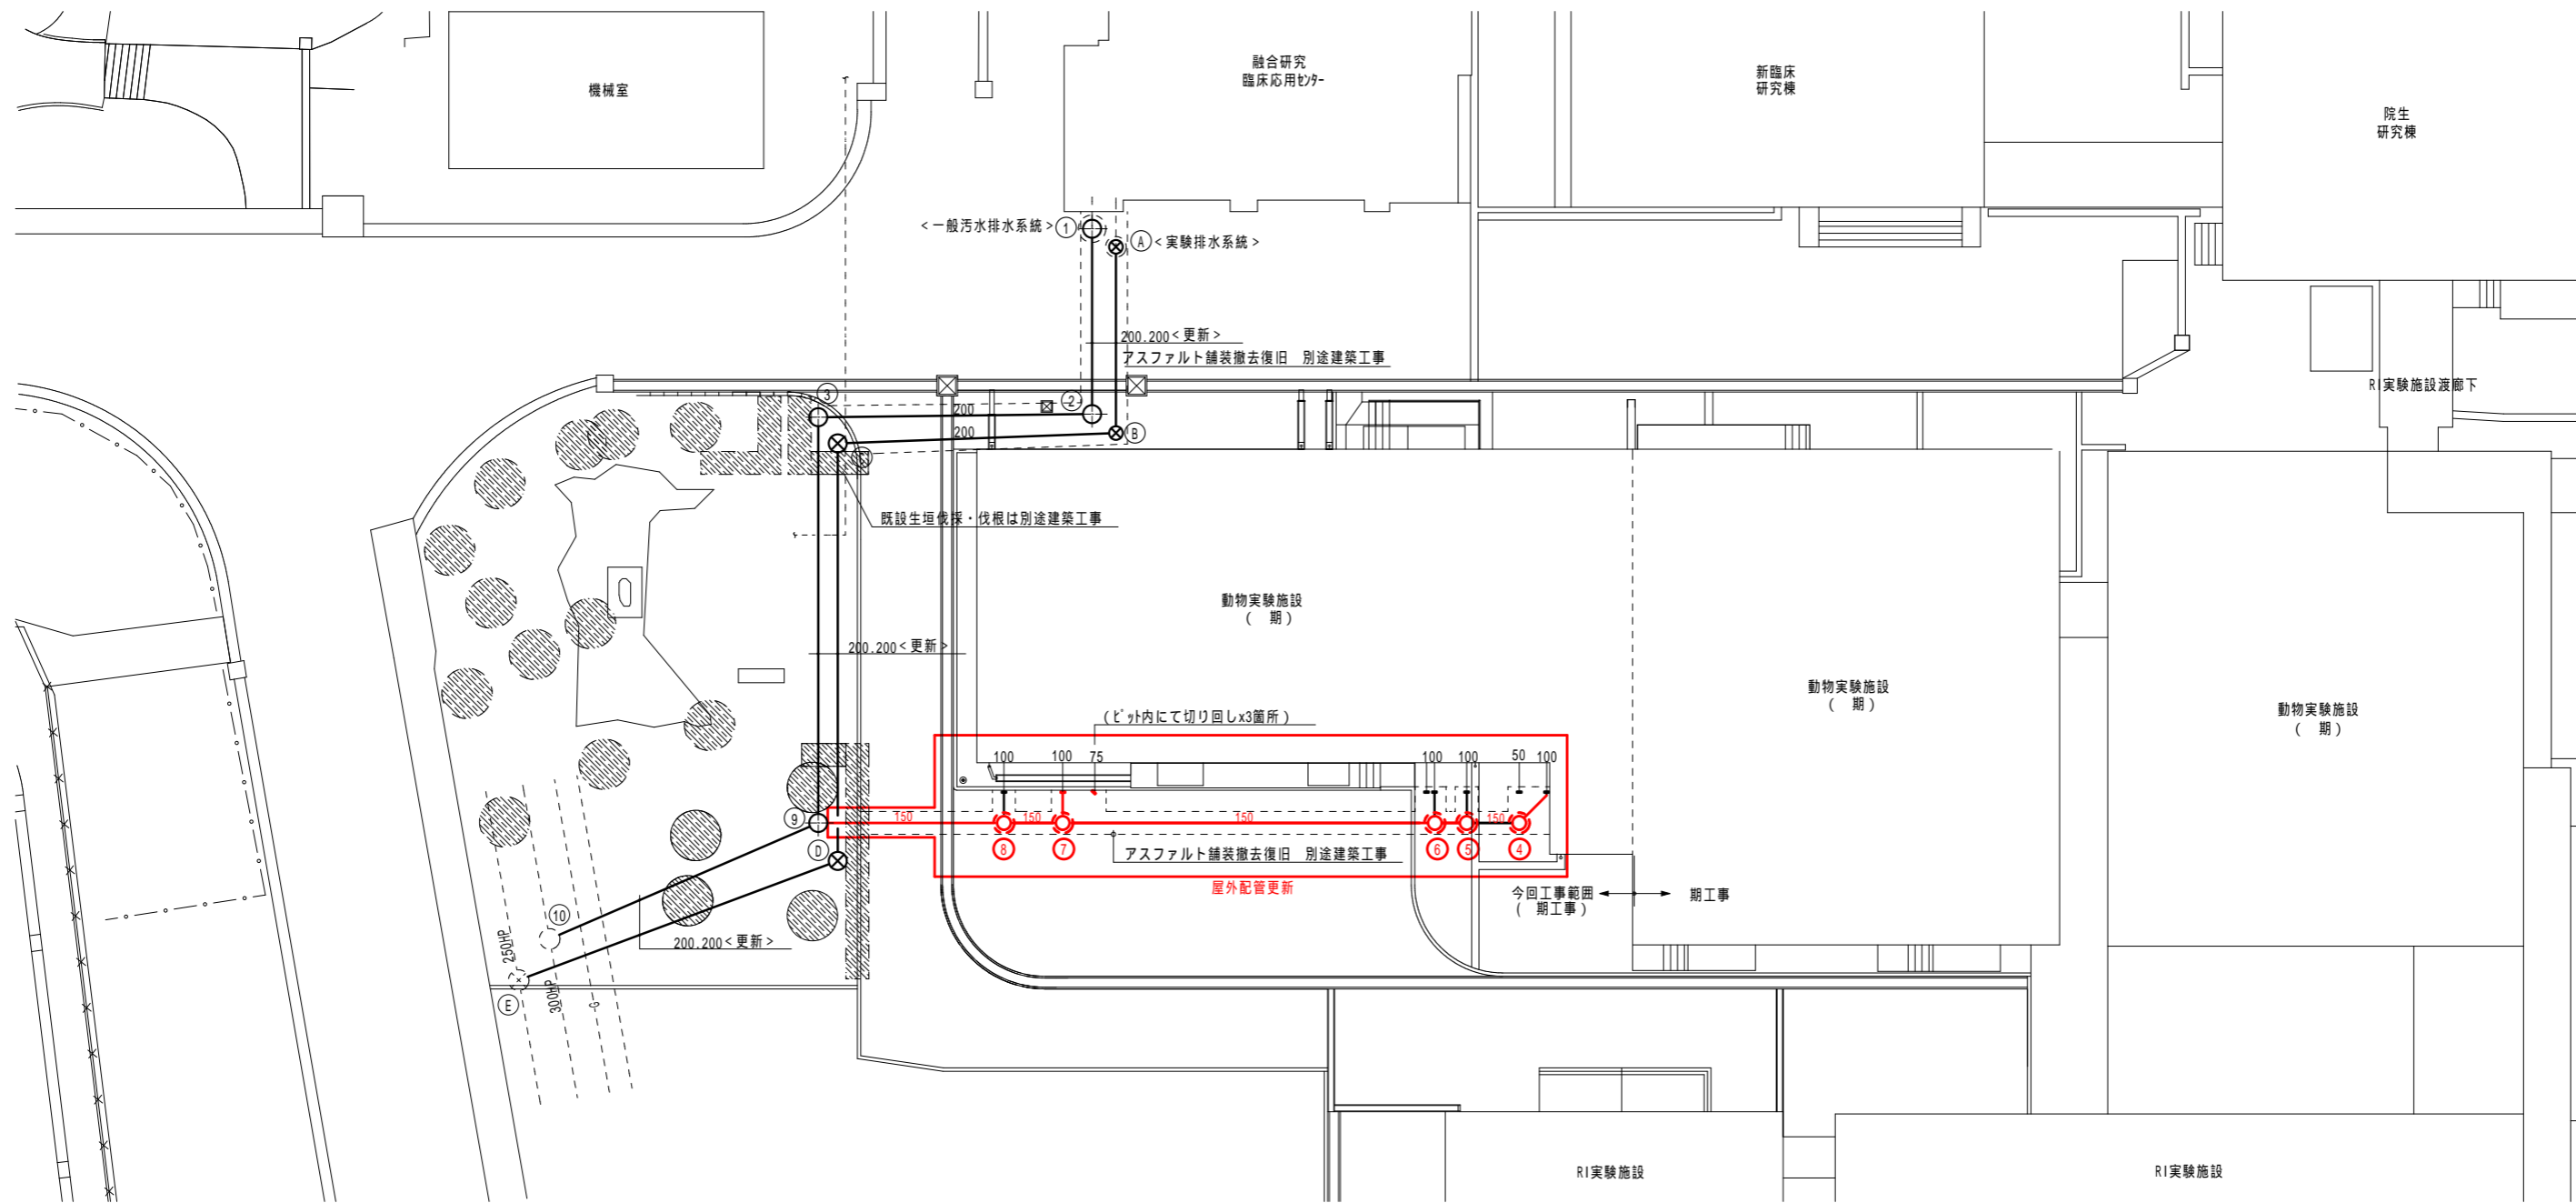 機械室
融合研究
臨床応用ｾﾝﾀｰ
新臨床
研究棟
院生
研究棟
<一般汚水排水系統>
1
A
<実験排水系統>
200.200<更新>
アスファルト舗装撤去復旧　別途建築工事
RI実験施設渡廊下
3
2
200
200
B
既設生垣伐採・伐根は別途建築工事
動物実験施設
(　期)
200.200<更新>
動物実験施設
(　期)
動物実験施設
(　期)
(ﾋﾟｯﾄ内にて切り回しx3箇所)
100
100
75
100
100
50
100
9
150
150
150
150
D
8
7
6
5
4
アスファルト舗装撤去復旧　別途建築工事
屋外配管更新
今回工事範囲
(　期工事)
期工事
10
250HP
200.200<更新>
E
300HP
G
RI実験施設
RI実験施設